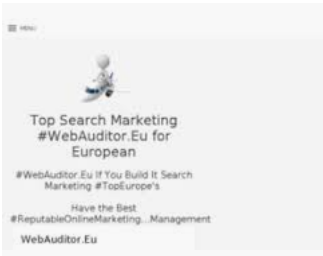 MENU
Top Search Marketing
#WebAuditor.Eu for
European
#WebAuditor.Eu If You Build It Search
Marketing #TopEurope's
Have the Best
#ReputableOnlineMarketing...Management
WebAuditor.Eu